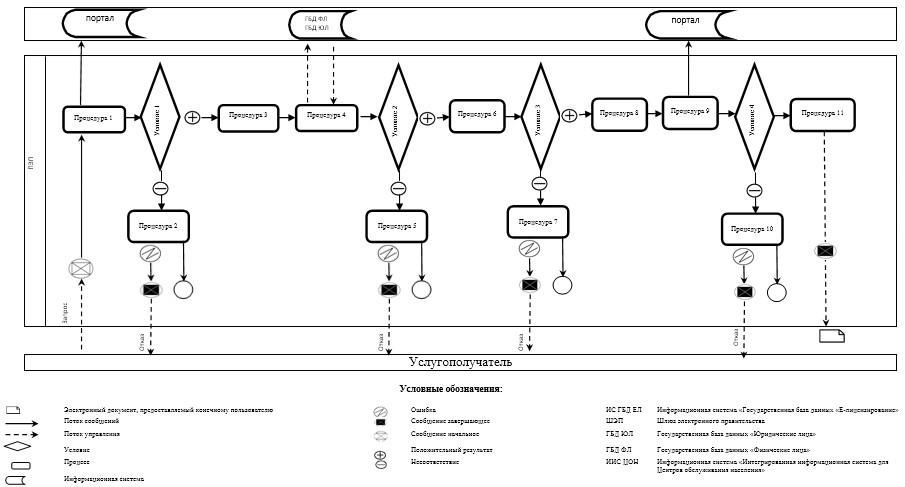 портал
ГБД ФЛ
ГБД ЮЛ
портал
ПЭП
Процедура 1
Условие 1
Процедура 3
Процедура 4
Условие 2
Процедура 6
Условие 3
Процедура 8
Процедура 9
Условие 4
Процедура 11
Процедура 2
Процедура 5
Процедура 7
Процедура 10
Запрос
Отказ
Отказ
Отказ
Отказ
Услугополучатель
Условные обозначения:
Электронный документ, предоставляемый конечному пользователю
Поток сообщений
Поток управления
Условие
Процесс
Информационная система
Ошибка
Сообщение завершающее
Сообщение начальное
Положительный результат
Несоответствие
ИС ГБД ЕЛ Информационная система «Государственная база данных «Е-лицензирование»
ШЭП Шлюз электронного правительства
ГБД ЮЛ Государственная база данных «Юридические лица»
ГБД ФЛ Государственная база данных «Физические лица»
ИИС ЦОН Информационная система «Интегрированная информационная система для
Центров обслуживания населения»